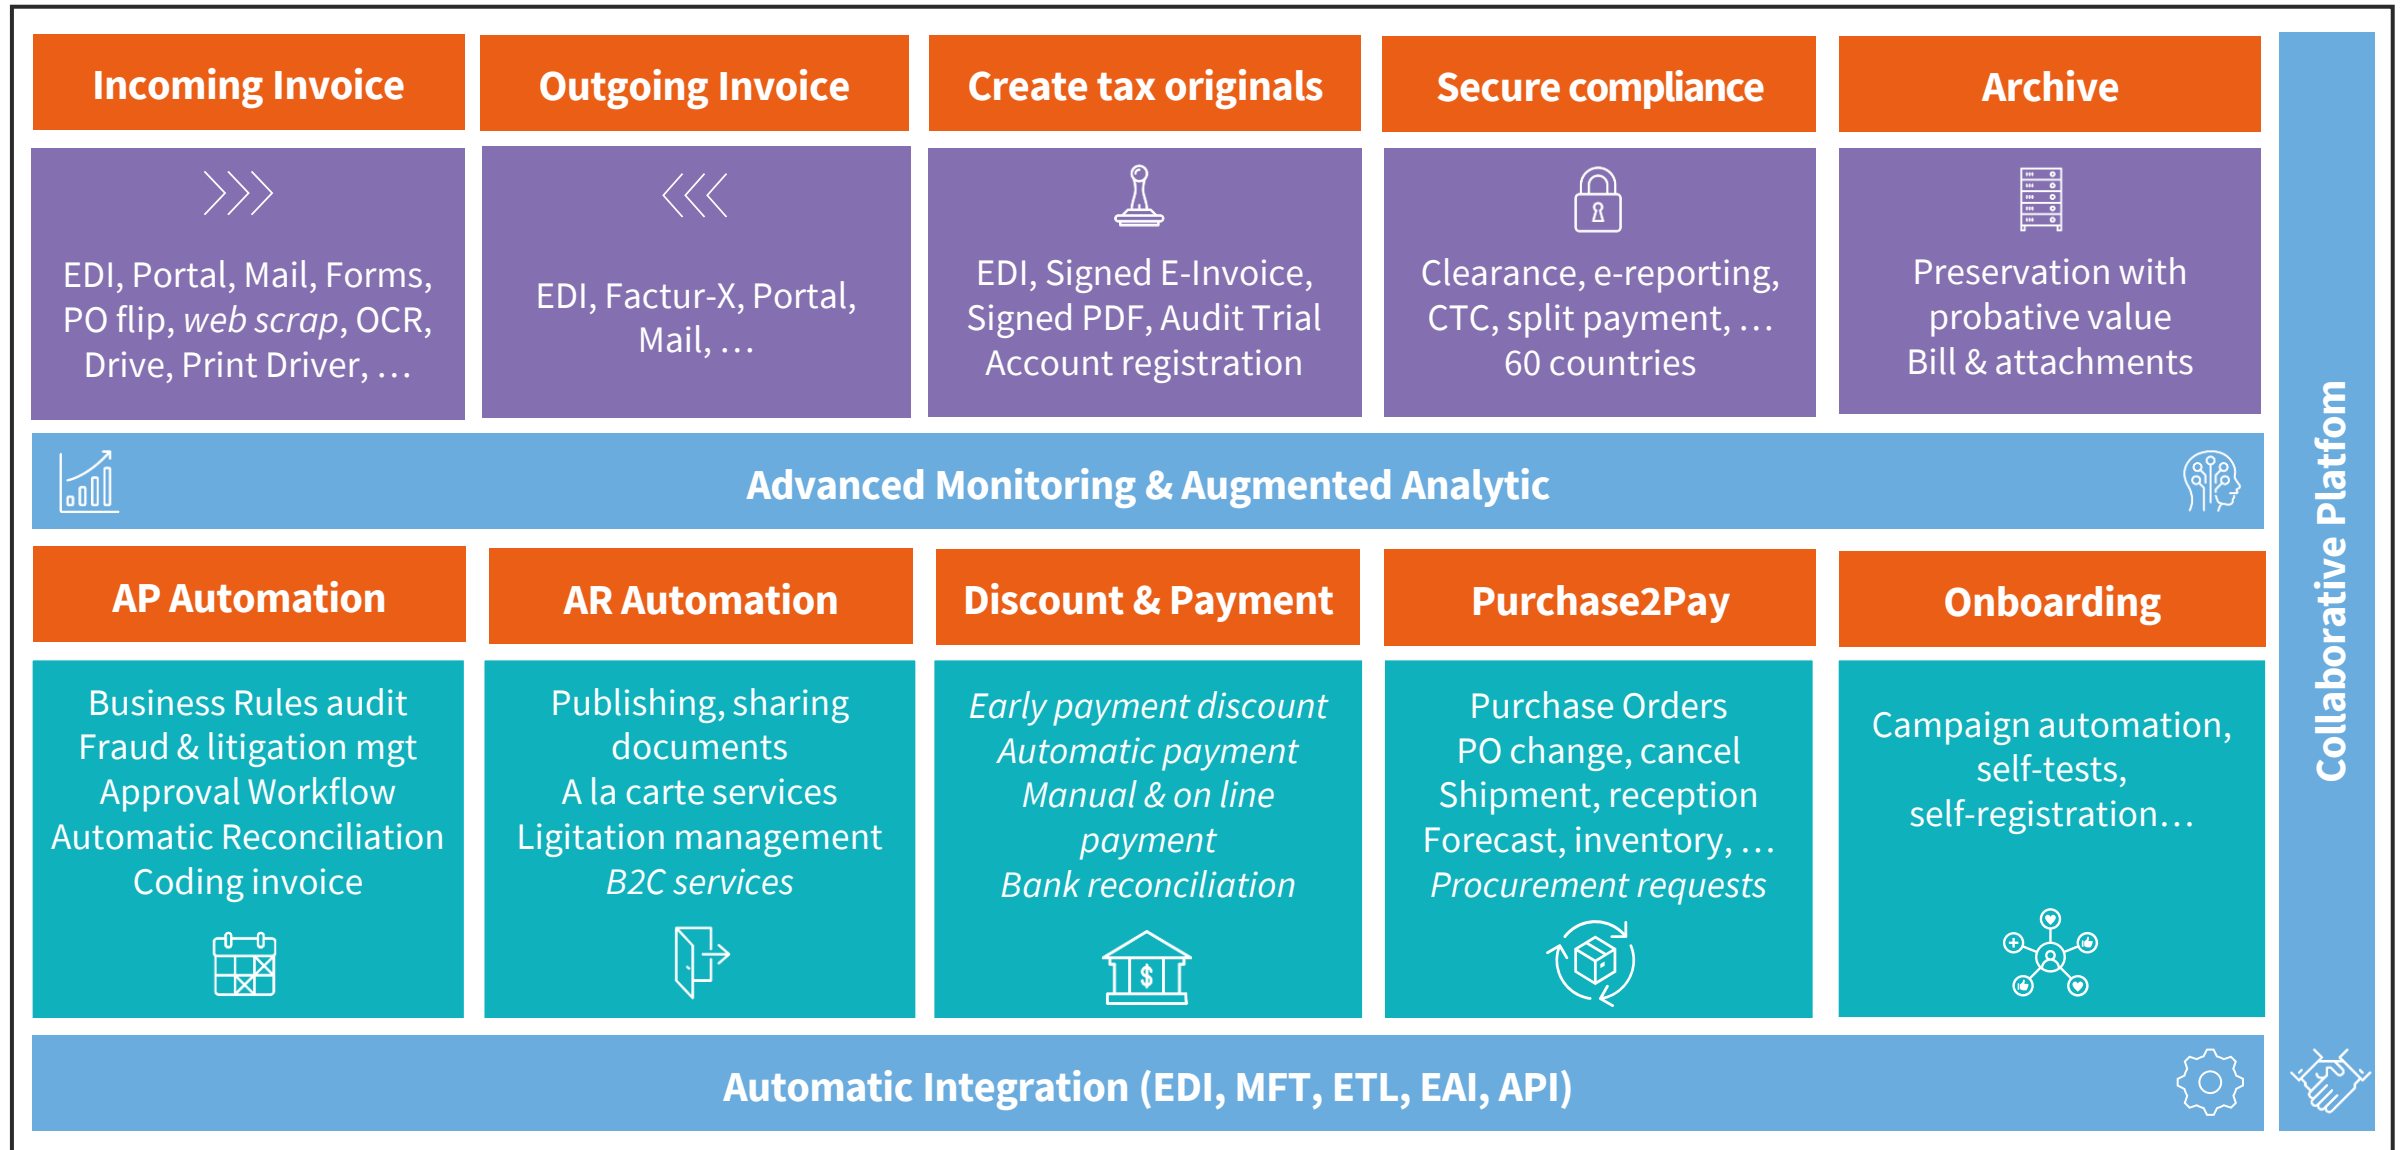 Incoming Invoice
Outgoing Invoice
Create tax originals
Secure compliance
Archive
EDI, Portal, Mail, Forms,
PO flip, web scrap, OCR,
Drive, Print Driver, …
EDI, Factur-X, Portal,
Mail, …
EDI, Signed E-Invoice,
Signed PDF, Audit Trial
Account registration
Clearance, e-reporting,
CTC, split payment, …
60 countries
Preservation with
probative value
Bill & attachments
Advanced Monitoring & Augmented Analytic
AP Automation
AR Automation
Discount & Payment
Purchase2Pay
Onboarding
Business Rules audit
Fraud & litigation mgt
Approval Workflow
Automatic Reconciliation
Coding invoice
Publishing, sharing
documents
A la carte services
Ligitation management
B2C services
Early payment discount
Automatic payment
Manual & on line
payment
Bank reconciliation
$
Purchase Orders
PO change, cancel
Shipment, reception
Forecast, inventory, …
Procurement requests
Campaign automation,
self-tests,
self-registration…
Automatic Integration (EDI, MFT, ETL, EAI, API)
Collaborative Platfom